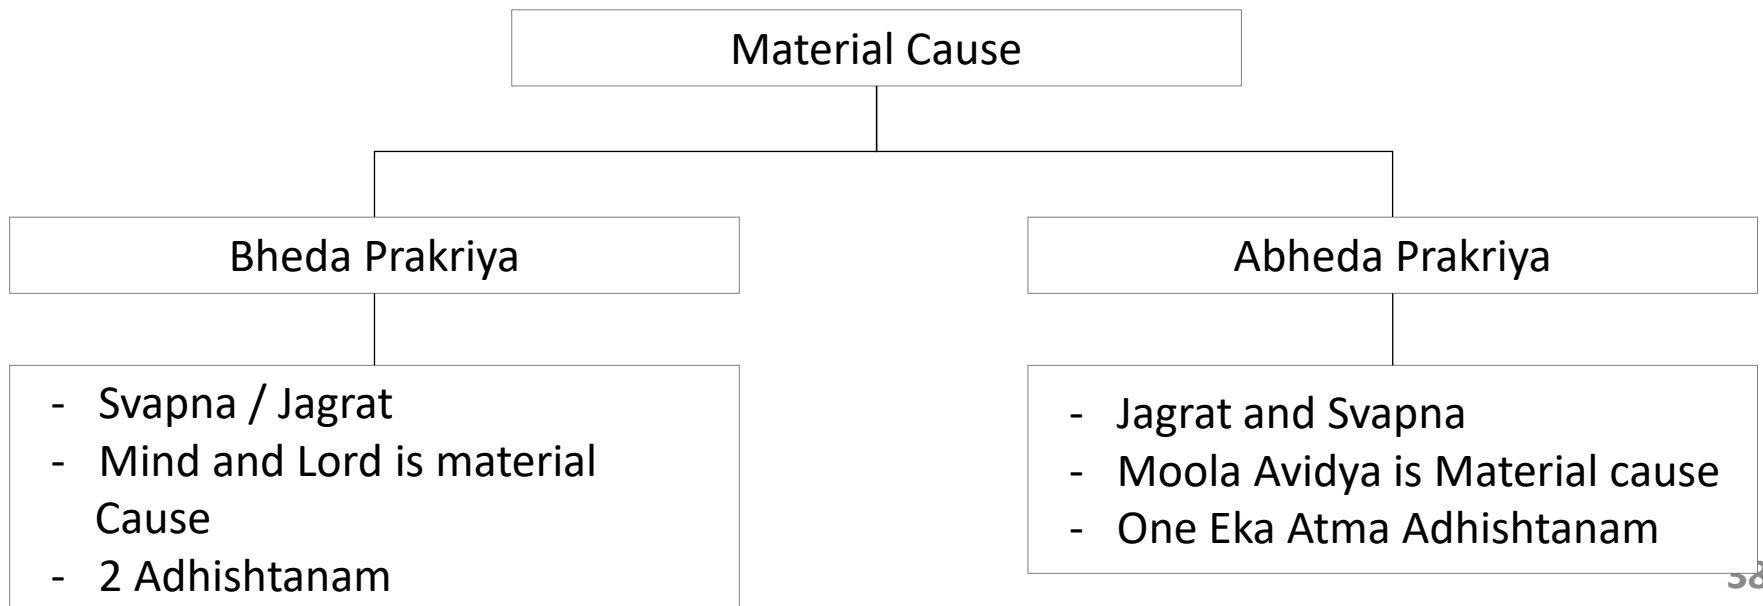 Material Cause
Bheda Prakriya
Abheda Prakriya
- Svapna / Jagrat
- Mind and Lord is material
Cause
- 2 Adhishtanam
- Jagrat and Svapna
- Moola Avidya is Material cause
- One Eka Atma Adhishtanam